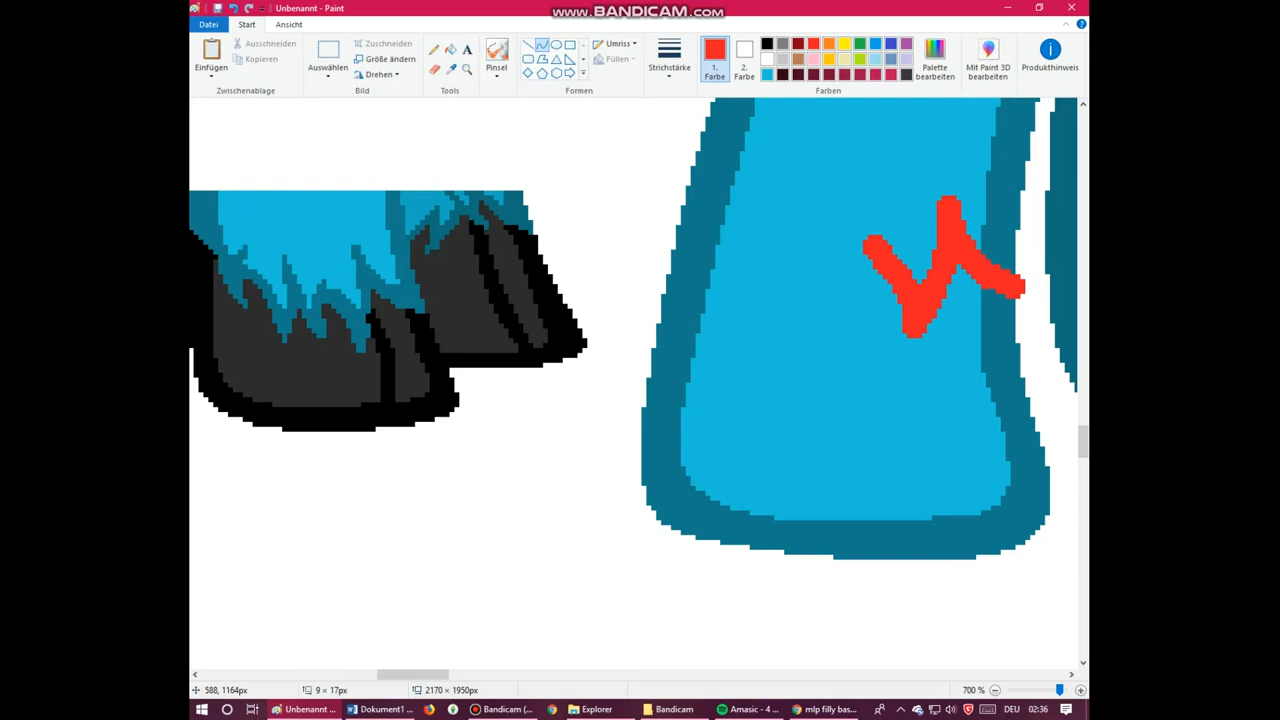 Unbenannt - Paint
www.BANDICAM.com
Datei Start Ansicht
Einfügen
Ausschneiden
Kopieren
Zwischenablage
Auswählen
Zuschneiden
Größe ändern
Drehen
Bild
A
Tools
Pinsel
Umriss
Füllen
Formen
Strichstärke
1. Farbe
2. Farbe
Farben
Palette bearbeiten
Mit Paint 3D bearbeiten
Produkthinweis
588, 1164px 9 × 17px 2170 × 1950px 700 %
Unbenannt ... Dokument1 ... Bandicam (... Explorer Bandicam Amasic - 4 ... mlp filly bas... DEU 02:36